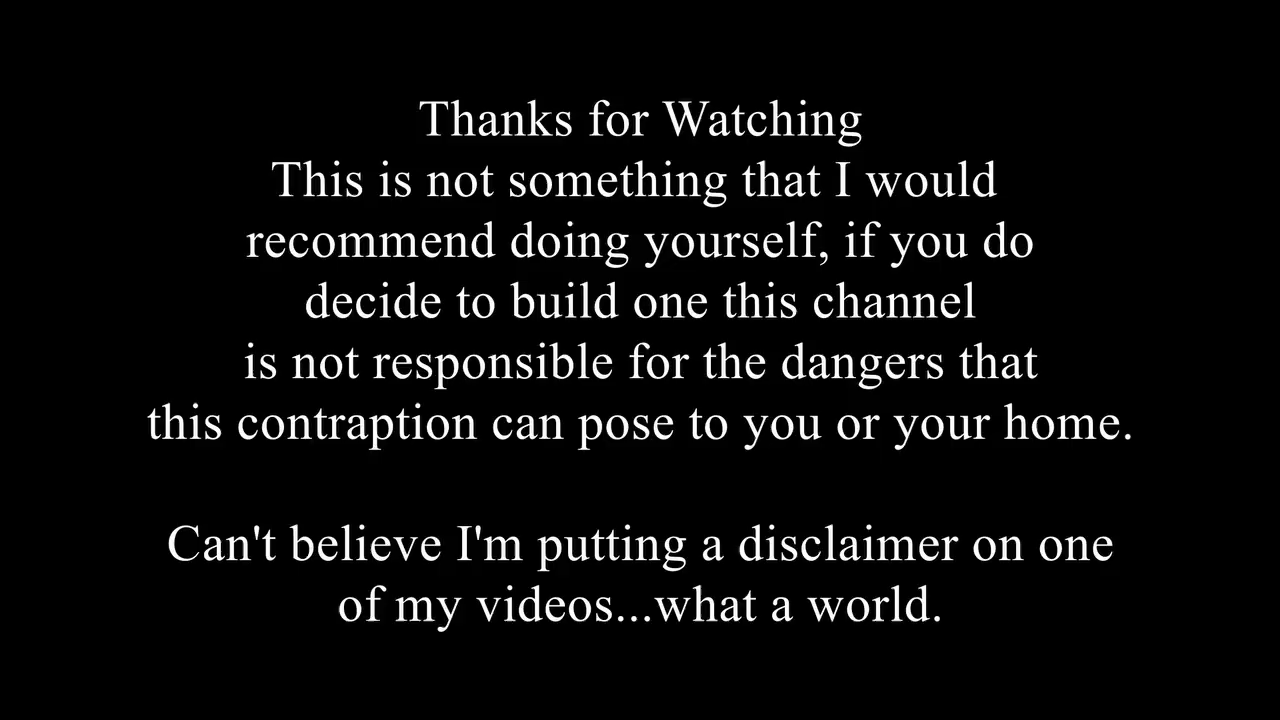 Thanks for Watching
This is not something that I would
recommend doing yourself, if you do
decide to build one this channel
is not responsible for the dangers that
this contraption can pose to you or your home.
Can't believe I'm putting a disclaimer on one
of my videos...what a world.